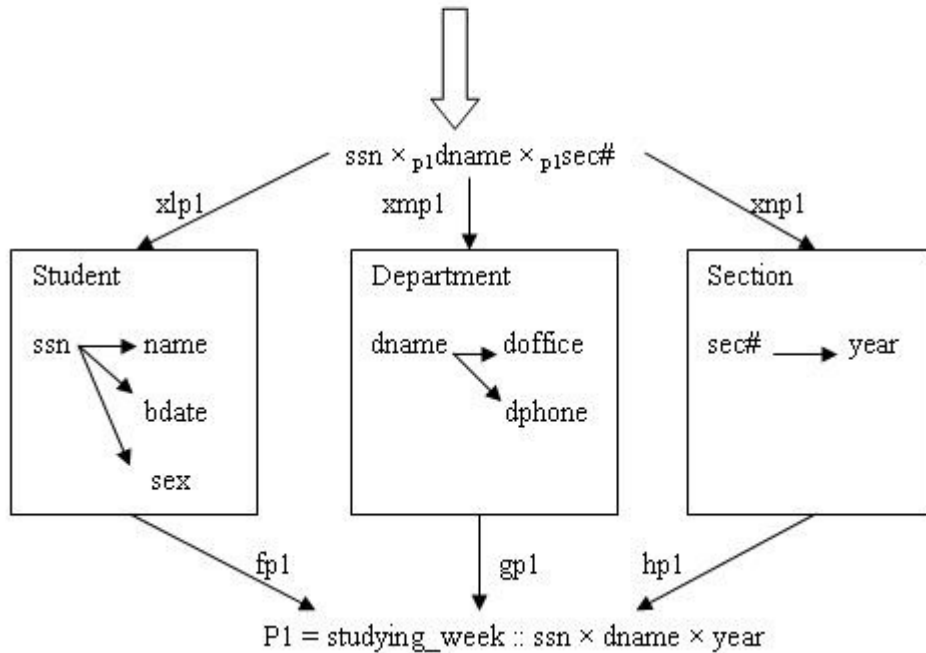 ssn ×p1dname ×p1sec#
xlp1 xmp1 xnp1
Student Department Section
ssn name dname doffice sec# year
bdate dphone
sex
fp1 gp1 hp1
P1 = studying_week :: ssn × dname × year